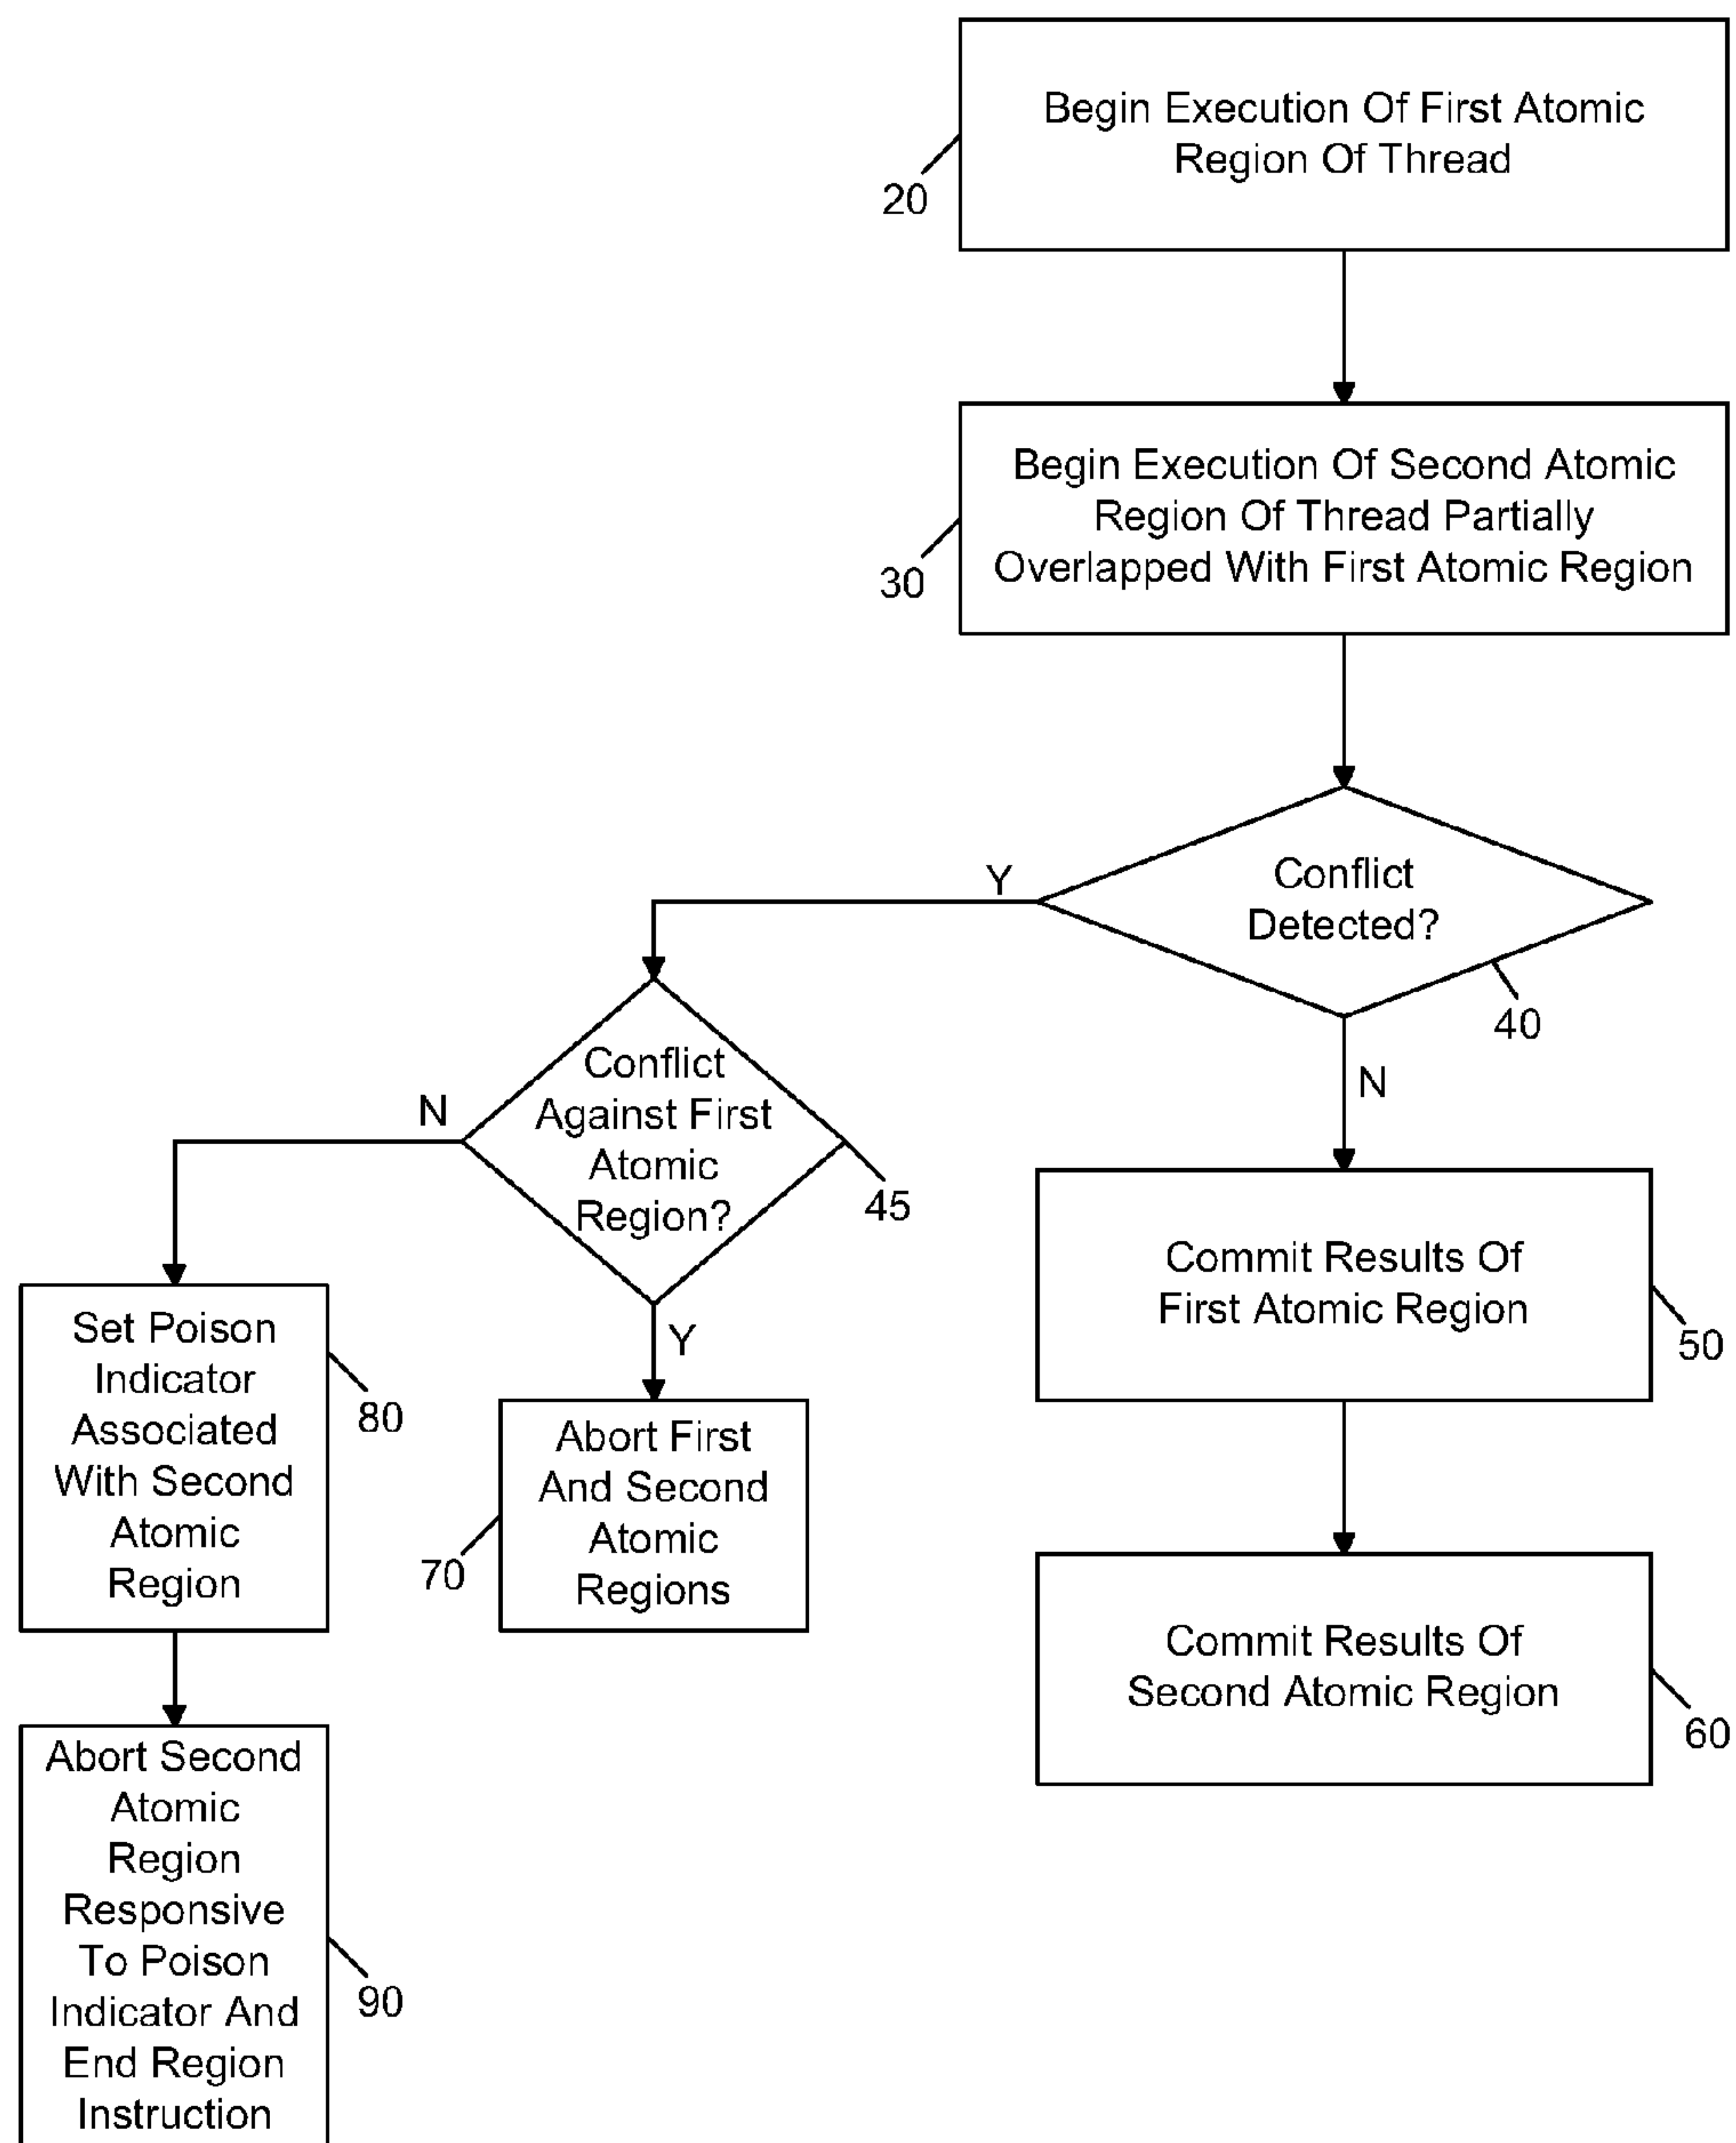 Begin Execution Of First Atomic
Region Of Thread
20
Begin Execution Of Second Atomic
Region Of Thread Partially
Overlapped With First Atomic Region
30
Conflict
Detected?
40
Y
N
Conflict
Against First
Atomic
Region?
45
N
Y
Commit Results Of
First Atomic Region
50
Set Poison
Indicator
Associated
With Second
Atomic
Region
80
Abort First
And Second
Atomic
Regions
70
Commit Results Of
Second Atomic Region
60
Abort Second
Atomic
Region
Responsive
To Poison
Indicator And
End Region
Instruction
90